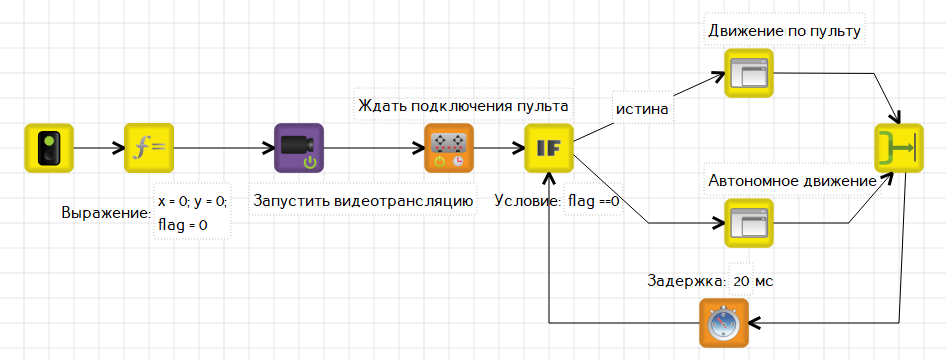 Движение по пульту
Ждать подключения пульта
истина
f=
IF
Автономное движение
Выражение: x = 0; y = 0;
flag = 0
Запустить видеотрансляцию
Условие: flag ==0
Задержка: 20 мс